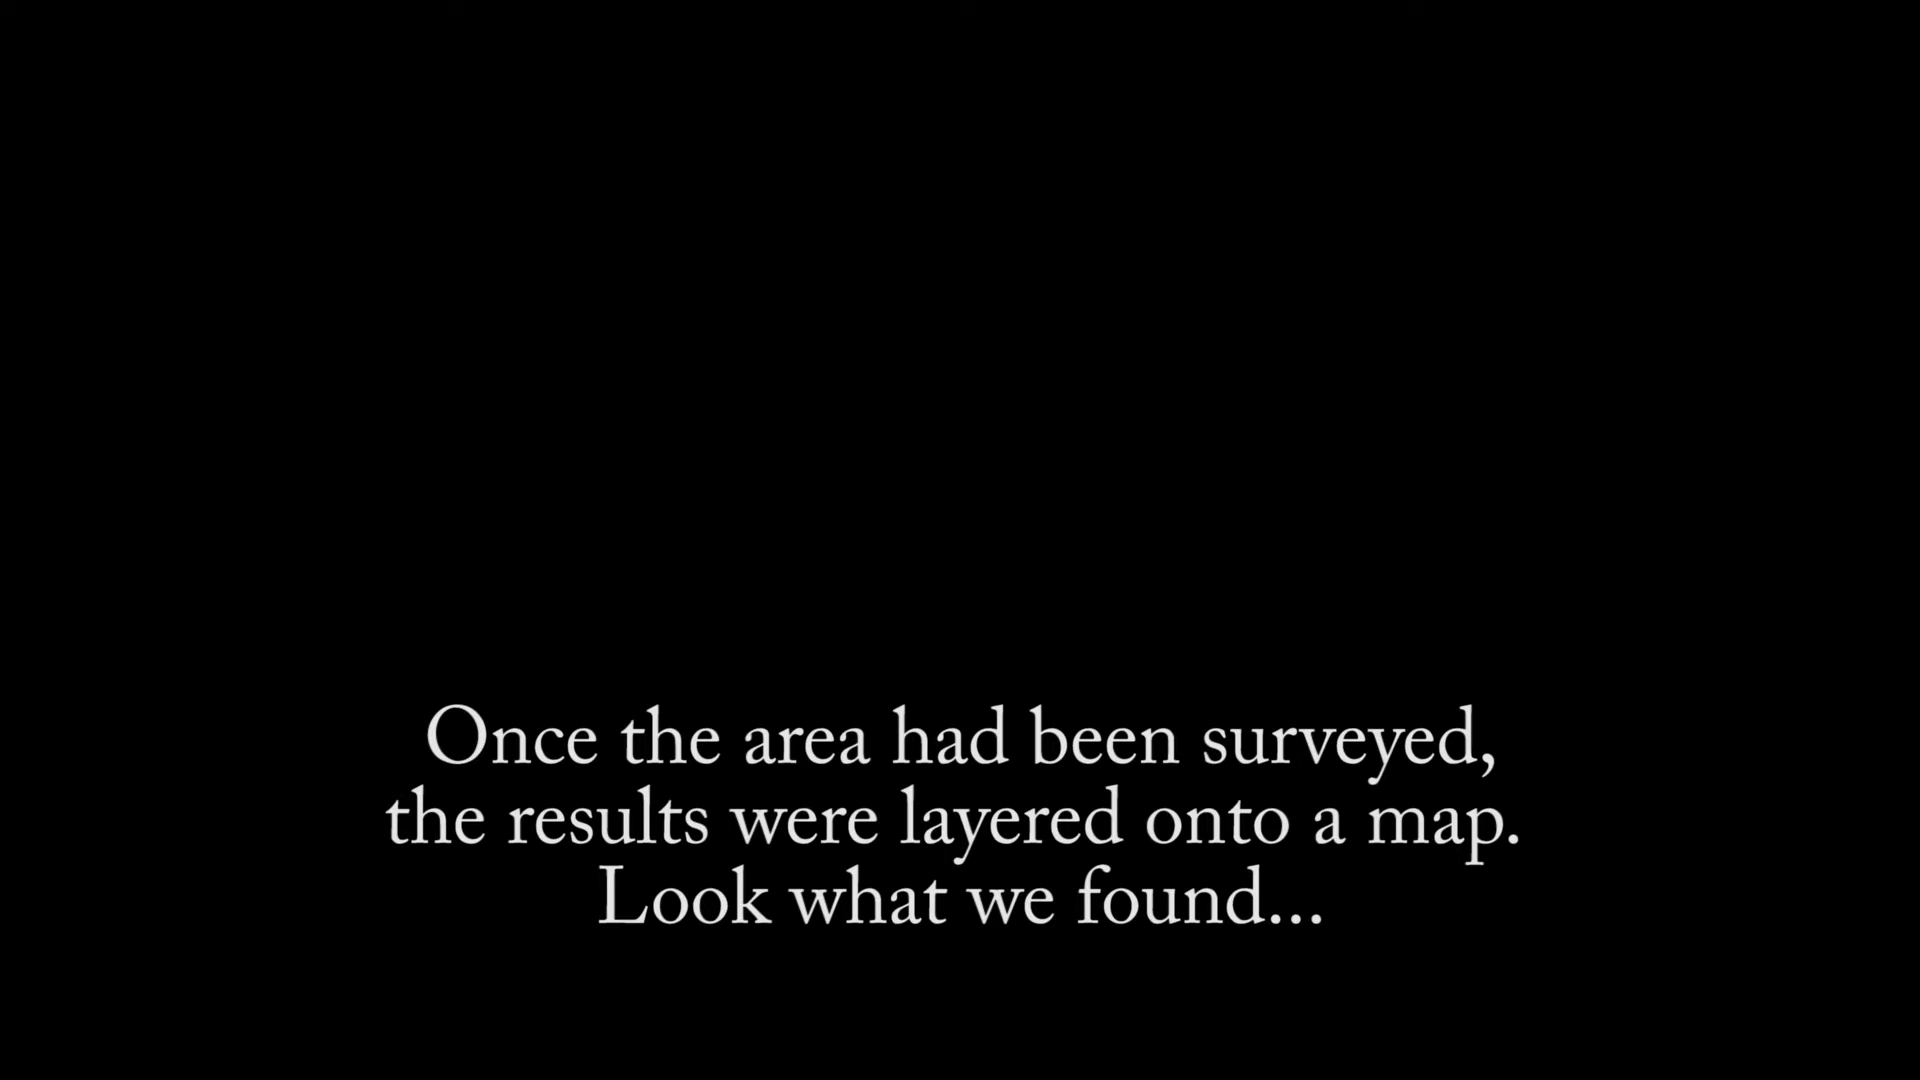 Once the area had been surveyed,
the results were layered onto a map.
Look what we found...